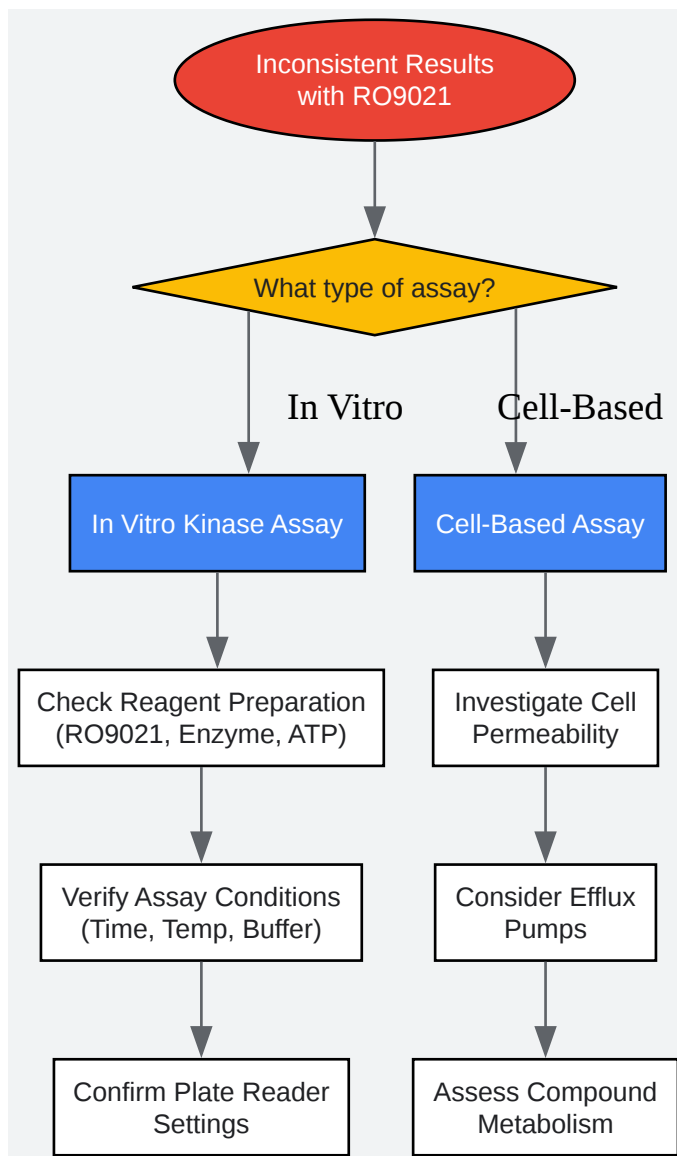 Inconsistent Results
with RO9021
What type of assay?
In Vitro
Cell-Based
In Vitro Kinase Assay
Cell-Based Assay
Check Reagent Preparation
(RO9021, Enzyme, ATP)
Investigate Cell
Permeability
Verify Assay Conditions
(Time, Temp, Buffer)
Consider Efflux
Pumps
Confirm Plate Reader
Settings
Assess Compound
Metabolism